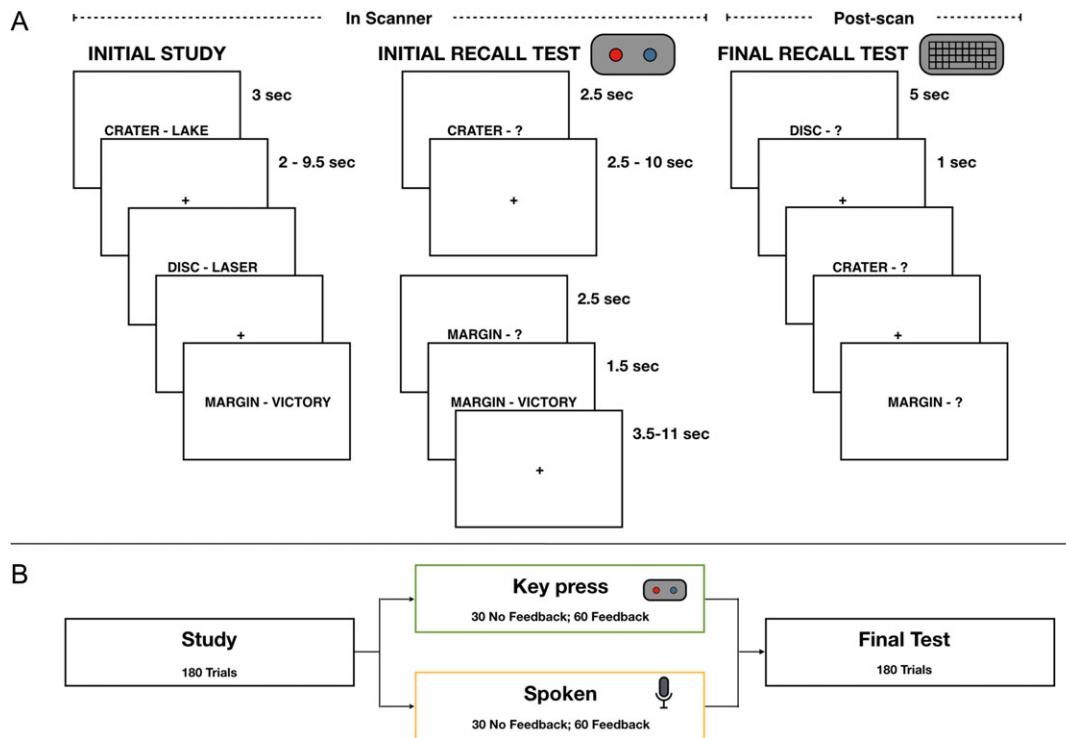 A
In Scanner
Post-scan
INITIAL STUDY
3 sec
CRATER - LAKE
2 - 9.5 sec
+
DISC - LASER
+
MARGIN - VICTORY
INITIAL RECALL TEST
2.5 sec
CRATER - ?
2.5 - 10 sec
+
2.5 sec
MARGIN - ?
1.5 sec
MARGIN - VICTORY
3.5-11 sec
+
FINAL RECALL TEST
5 sec
DISC - ?
1 sec
+
CRATER - ?
+
MARGIN - ?
B
Study
180 Trials
Key press
30 No Feedback; 60 Feedback
Spoken
30 No Feedback; 60 Feedback
Final Test
180 Trials